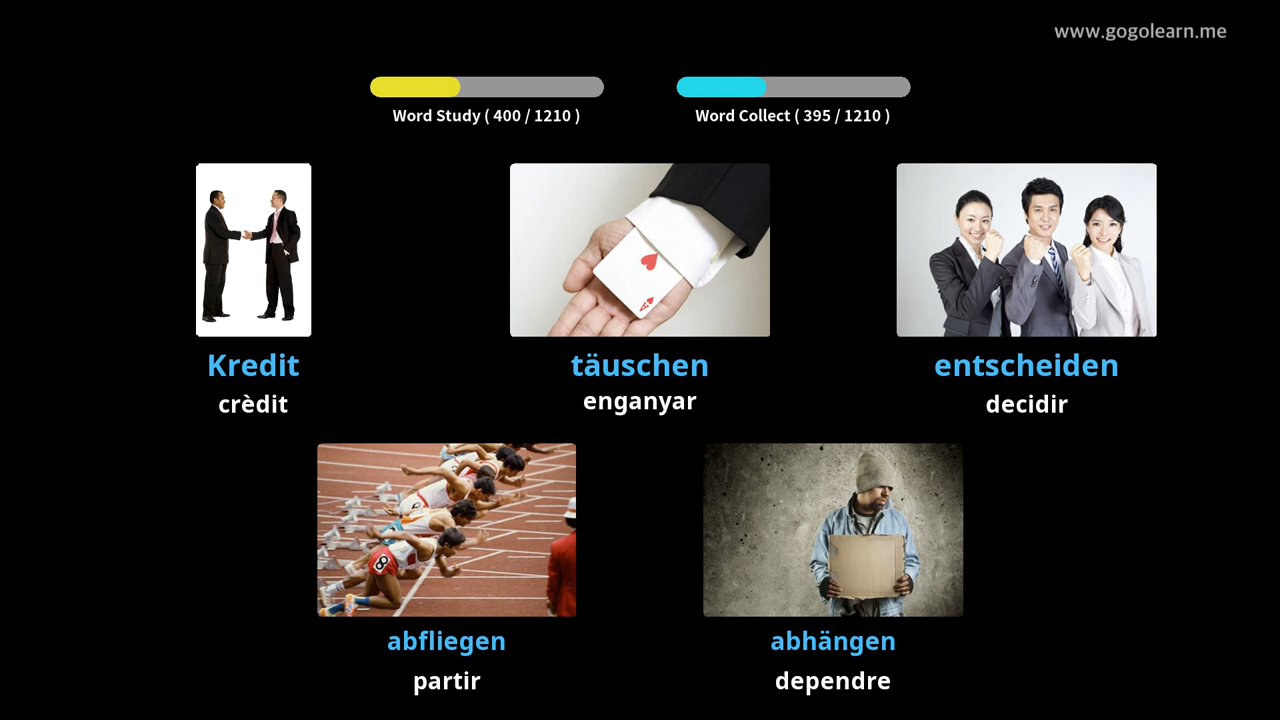 www.gogolearn.me
Word Study ( 400 / 1210 )
Word Collect ( 395 / 1210 )
Kredit
crèdit
täuschen
enganyar
entscheiden
decidir
8
abfliegen
partir
abhängen
dependre